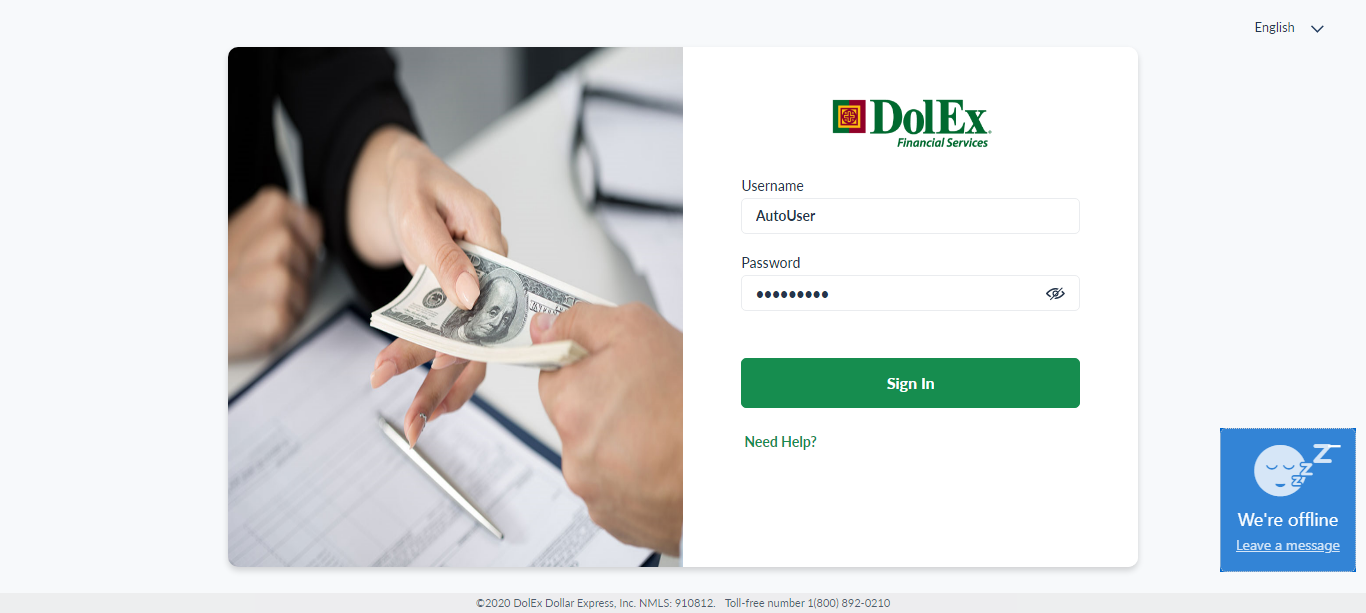 English
DolEx
Financial Services
Username
AutoUser
Password
•••••••••
Sign In
Need Help?
We're offline
Leave a message
©2020 DolEx Dollar Express, Inc. NMLS: 910812. Toll-free number 1(800) 892-0210